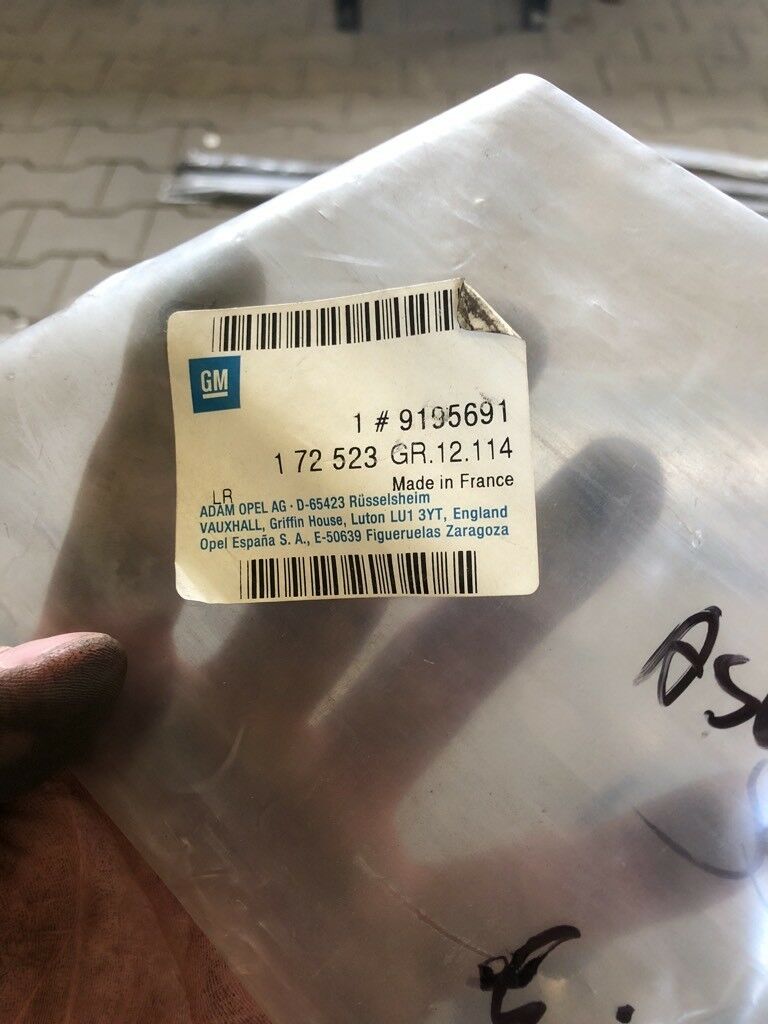 GM
1 # 9195691
1 72 523 GR.12.114
Made in France
LR
ADAM OPEL AG · D-65423 Rüsselsheim
VAUXHALL, Griffin House, Luton LU1 3YT, England
Opel España S. A., E-50639 Figueruelas Zaragoza